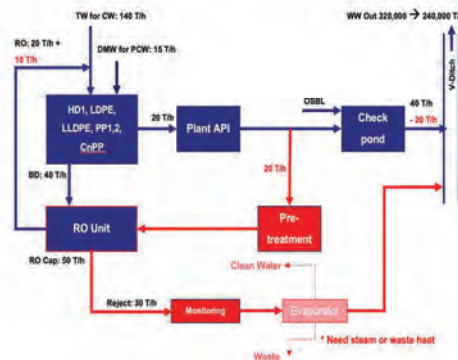 TW for CW: 140 T/h
WW Out 320,000 → 240,000 T/
RO: 20 T/h +
10 T/h
DMW for PCW: 15 T/h
V-Ditch
HD1, LDPE,
LLDPE, PP1,2,
CnPP
20 T/h
Plant API
OSBL
Check
pond
40 T/h
- 20 T/h
BD: 40 T/h
20 T/h
RO Unit
Pre-
treatment
RO Cap: 50 T/h
Clean Water
Reject: 30 T/h
Monitoring
Evaporator
* Need steam or waste heat
Waste